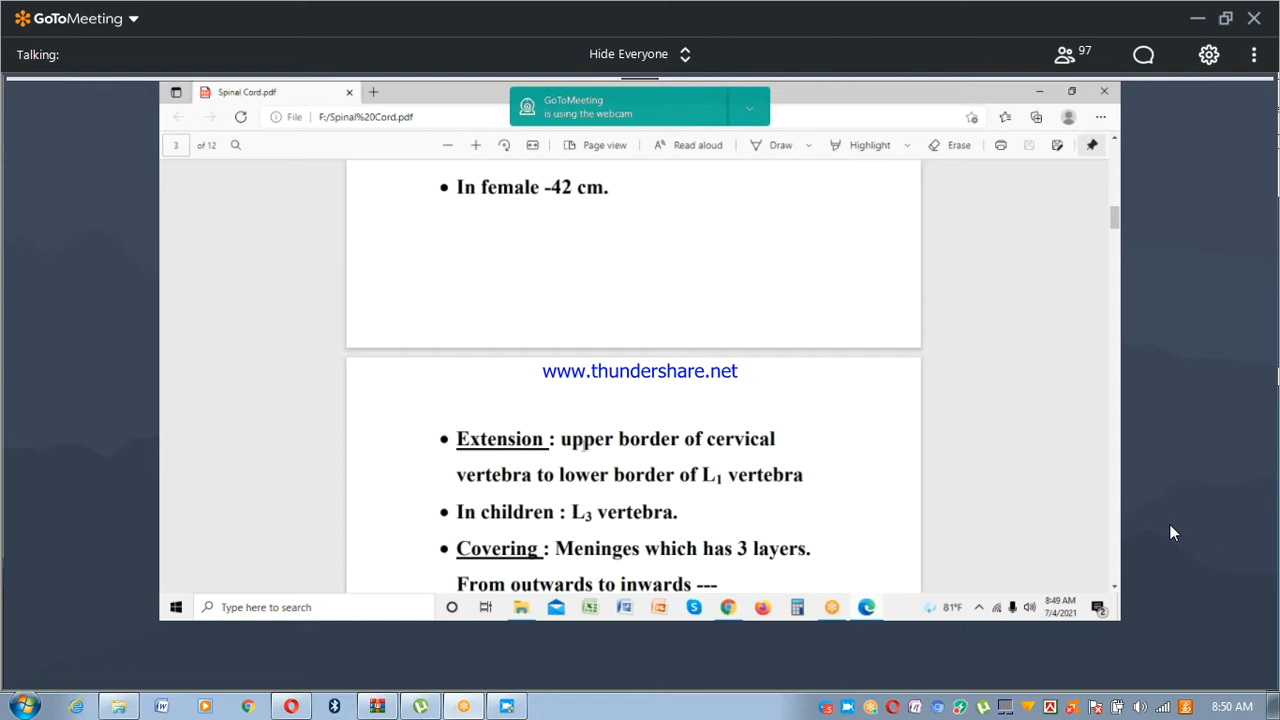 GoToMeeting
Talking:
Hide Everyone
97
Spinal Cord.pdf
GoToMeeting
is using the webcam
File
F:/Spinal%20Cord.pdf
3
of 12
Page view
Read aloud
Draw
Highlight
Erase
• In female -42 cm.
www.thundershare.net
• Extension : upper border of cervical
vertebra to lower border of L₁ vertebra
• In children : L₃ vertebra.
• Covering : Meninges which has 3 layers.
From outwards to inwards ---
Type here to search
81°F
8:49 AM
7/4/2021
2
8:50 AM